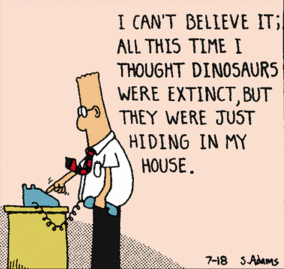 I CAN'T BELIEVE IT;
ALL THIS TIME I
THOUGHT DINOSAURS
WERE EXTINCT, BUT
THEY WERE JUST
HIDING IN MY
HOUSE.
7-18 S.Adams